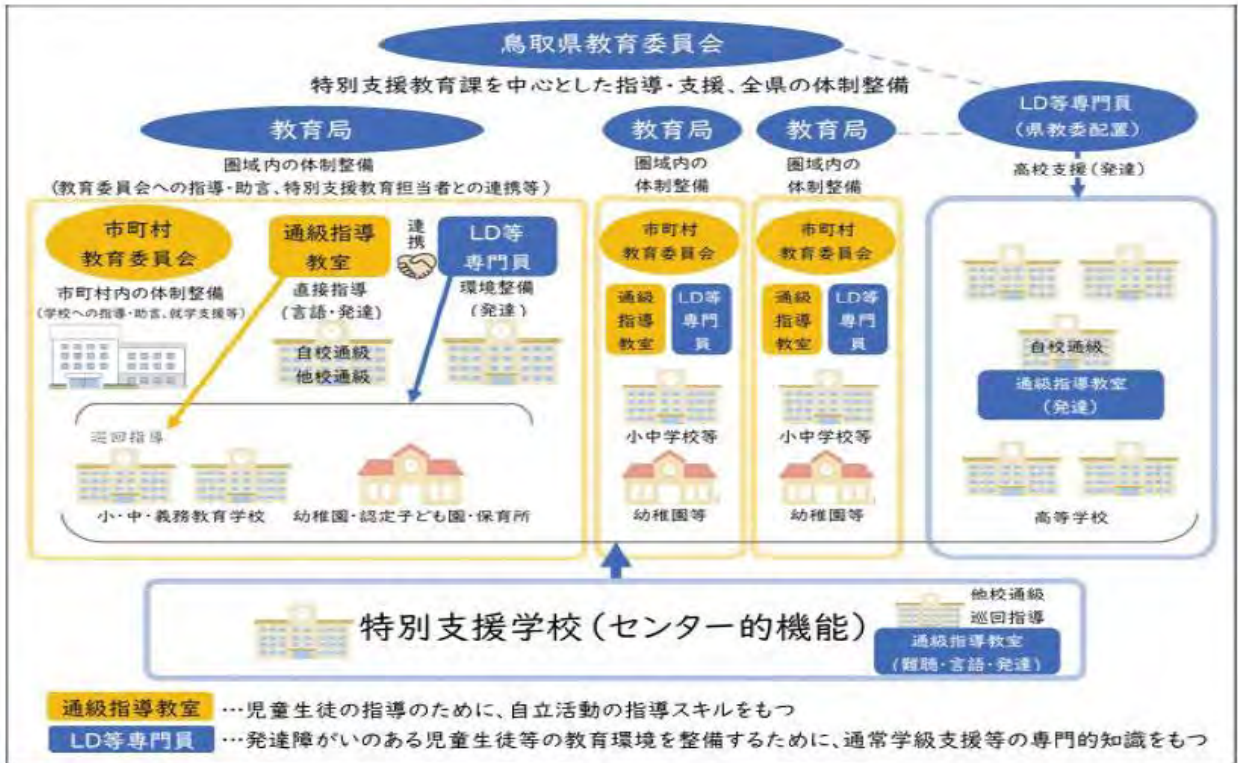 鳥取県教育委員会
特別支援教育課を中心とした指導・支援、全県の体制整備
LD等専門員
(県教委配置)
高校支援(発達)
教育局
圏域内の体制整備
(教育委員会への指導・助言、特別支援教育担当者との連携等)
教育局
圏域内の
体制整備
教育局
圏域内の
体制整備
市町村
教育委員会
市町村内の体制整備
(学校への指導・助言、就学支援等)
通級指導
教室
直接指導
(言語・発達)
自校通級
他校通級
連携
LD等
専門員
環境整備
(発達)
巡回指導
小・中・義務教育学校
幼稚園・認定子ども園・保育所
市町村
教育委員会
通級
指導
教室
LD等
専門
員
小中学校等
幼稚園等
市町村
教育委員会
通級
指導
教室
LD等
専門
員
小中学校等
幼稚園等
自校通級
通級指導教室
(発達)
高等学校
特別支援学校(センター的機能)
他校通級
巡回指導
通級指導教室
(難聴・言語・発達)
通級指導教室 …児童生徒の指導のために、自立活動の指導スキルをもつ
LD等専門員 …発達障がいのある児童生徒等の教育環境を整備するために、通常学級支援等の専門的知識をもつ